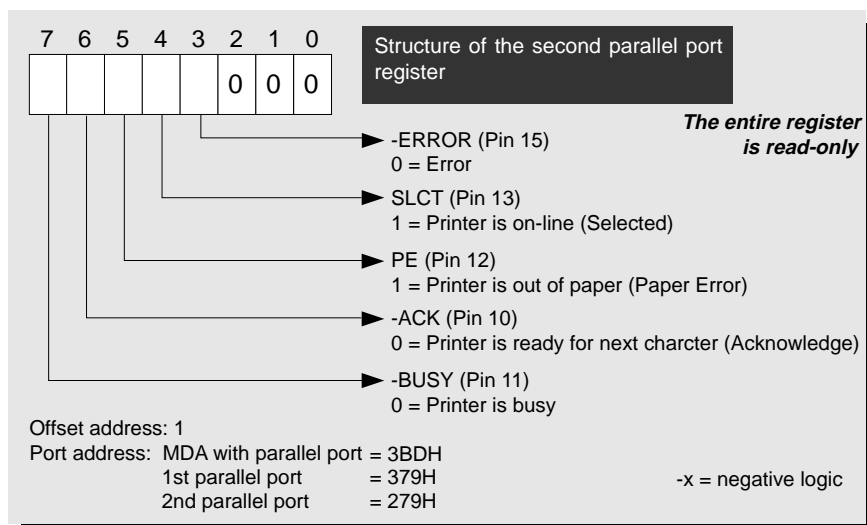 7 6 5 4 3 2 1 0
0 0 0
Structure of the second parallel port
register
The entire register
is read-only
-ERROR (Pin 15)
0 = Error
SLCT (Pin 13)
1 = Printer is on-line (Selected)
PE (Pin 12)
1 = Printer is out of paper (Paper Error)
-ACK (Pin 10)
0 = Printer is ready for next charcter (Acknowledge)
-BUSY (Pin 11)
0 = Printer is busy
Offset address: 1
Port address: MDA with parallel port = 3BDH
1st parallel port = 379H
2nd parallel port = 279H
-x = negative logic